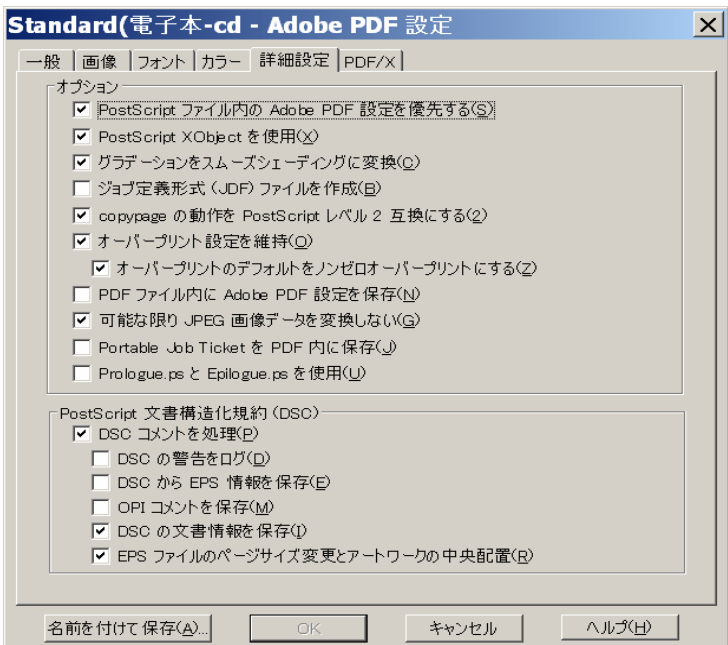 Standard(電子本-cd - Adobe PDF 設定
一般 画像 フォント カラー 詳細設定 PDF/X
オプション
PostScript ファイル内の Adobe PDF 設定を優先する(S)
PostScript XObject を使用(X)
グラデーションをスムーズシェーディングに変換(C)
ジョブ定義形式 (JDF) ファイルを作成(B)
copypage の動作を PostScript レベル 2 互換にする(2)
オーバープリント設定を維持(O)
オーバープリントのデフォルトをノンゼロオーバープリントにする(Z)
PDF ファイル内に Adobe PDF 設定を保存(N)
可能な限り JPEG 画像データを変換しない(G)
Portable Job Ticket を PDF 内に保存(J)
Prologue.ps と Epilogue.ps を使用(U)
PostScript 文書構造化規約 (DSC)
DSC コメントを処理(P)
DSC の警告をログ(D)
DSC から EPS 情報を保存(E)
OPI コメントを保存(M)
DSC の文書情報を保存(I)
EPS ファイルのページサイズ変更とアートワークの中央配置(R)
名前を付けて保存(A)... OK キャンセル ヘルプ(H)